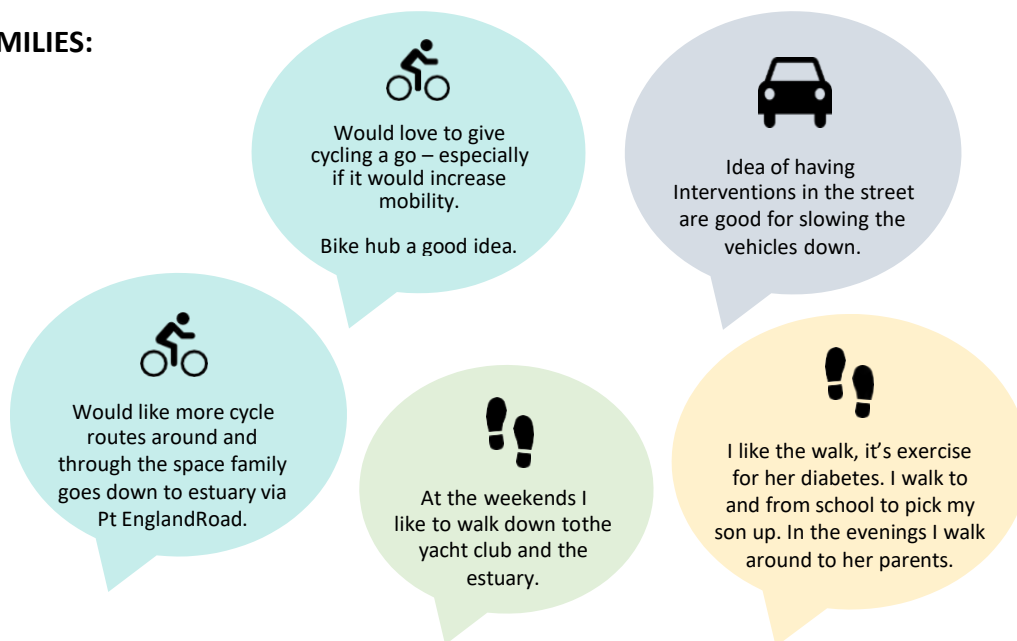 MILIES:
Would love to give
cycling a go – especially
if it would increase
mobility.
Bike hub a good idea.
Idea of having
Interventions in the street
are good for slowing the
vehicles down.
Would like more cycle
routes around and
through the space family
goes down to estuary via
Pt EnglandRoad.
At the weekends I
like to walk down tothe
yacht club and the
estuary.
I like the walk, it’s exercise
for her diabetes. I walk to
and from school to pick my
son up. In the evenings I walk
around to her parents.